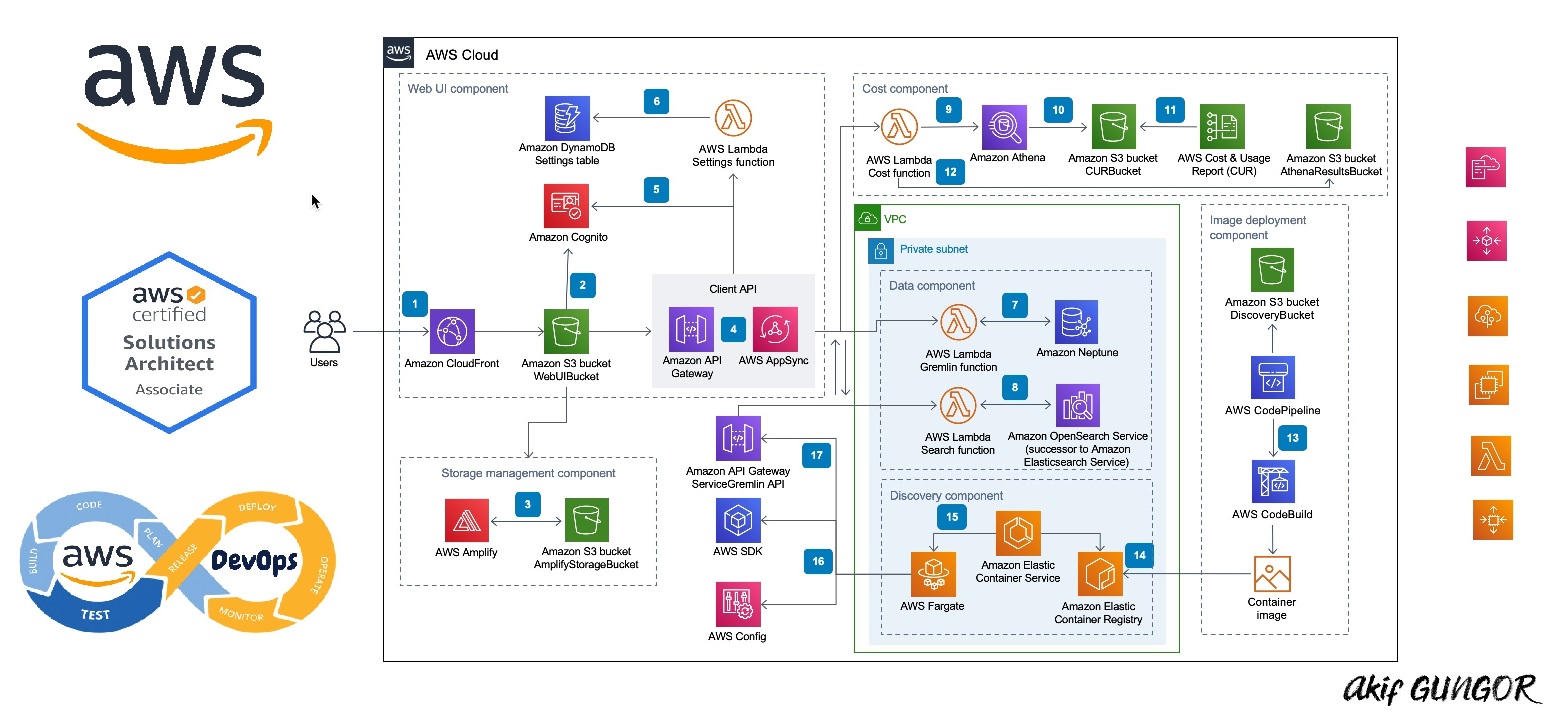 aws
aws
certified
Solutions
Architect
Associate
CODE
BUILD
PLAN
TEST
RELEASE
DEPLOY
OPERATE
MONITOR
aws
DevOps
Users
aws
AWS Cloud
Web UI component
Amazon DynamoDB
Settings table
6
AWS Lambda
Settings function
5
Amazon Cognito
2
1
Amazon CloudFront
Amazon S3 bucket
WebUIBucket
Client API
4
Amazon API
Gateway
AWS AppSync
Storage management component
3
AWS Amplify
Amazon S3 bucket
AmplifyStorageBucket
Amazon API Gateway
ServiceGremlin API
17
AWS SDK
16
AWS Config
Cost component
9
10
11
AWS Lambda
Cost function
12
Amazon Athena
Amazon S3 bucket
CURBucket
AWS Cost & Usage
Report (CUR)
Amazon S3 bucket
AthenaResultsBucket
VPC
Private subnet
Data component
7
AWS Lambda
Gremlin function
Amazon Neptune
8
AWS Lambda
Search function
Amazon OpenSearch Service
(successor to Amazon
Elasticsearch Service)
Discovery component
15
Amazon Elastic
Container Service
14
AWS Fargate
Amazon Elastic
Container Registry
Image deployment
component
Amazon S3 bucket
DiscoveryBucket
AWS CodePipeline
13
AWS CodeBuild
Container
image
akif GUNGOR